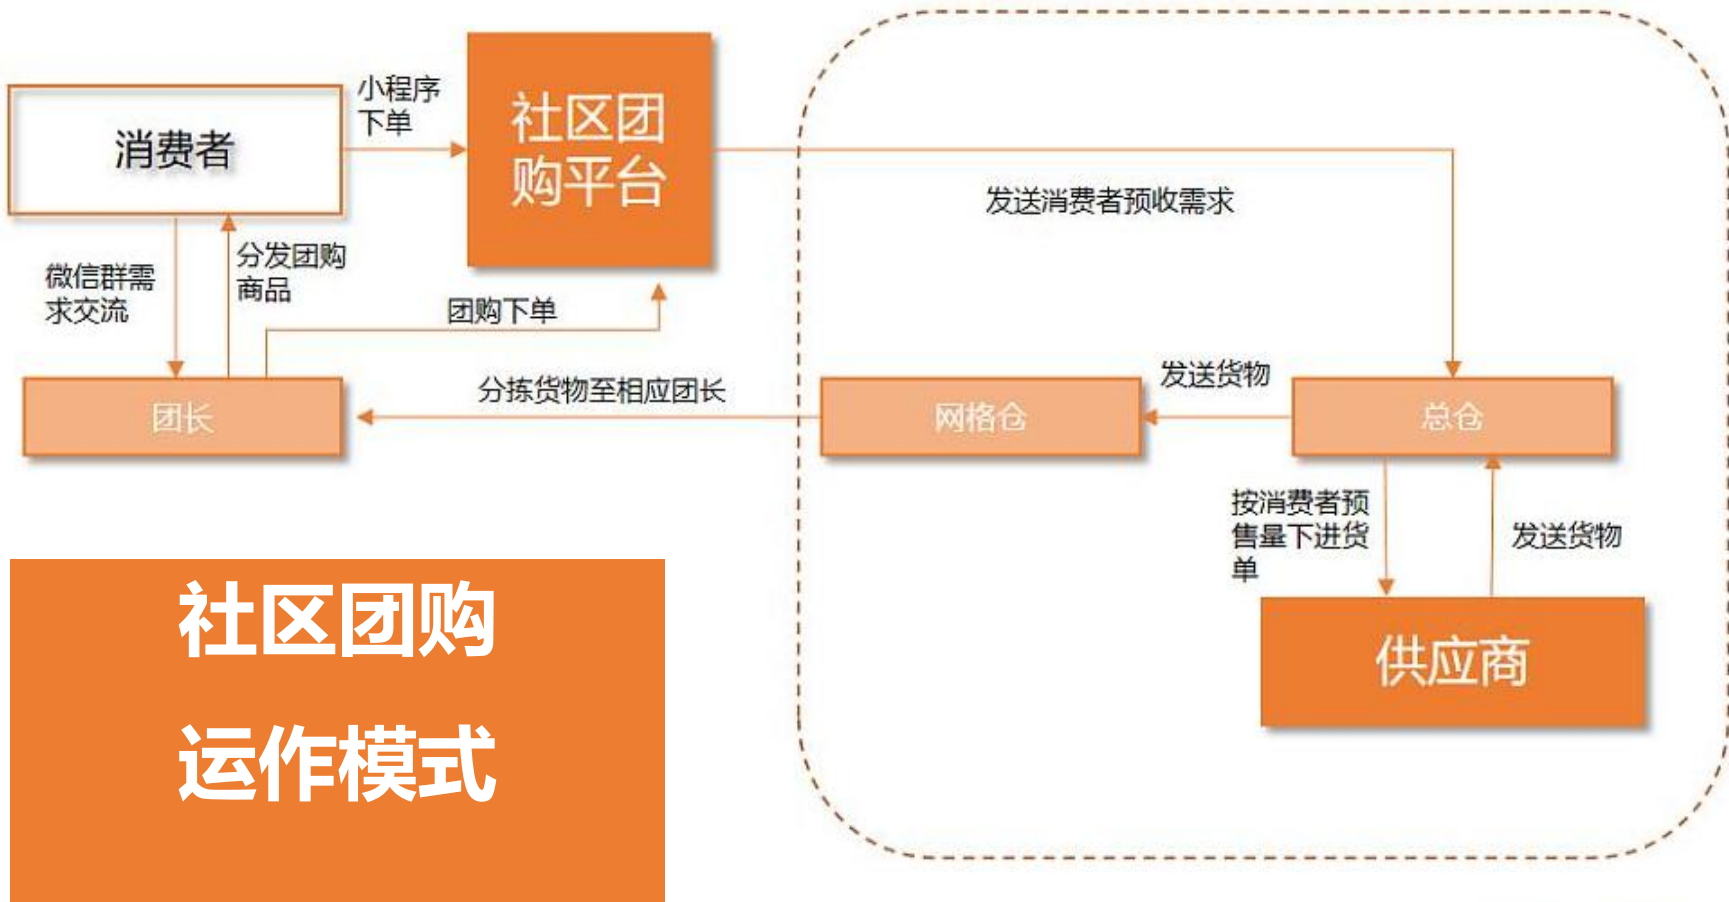 小程序
下单
社区团
购平台
消费者
发送消费者预收需求
分发团购
商品
微信群需
求交流
团购下单
发送货物
分拣货物至相应团长
团长
网格仓
总仓
按消费者预
售量下进货
单
发送货物
供应商
社区团购
运作模式